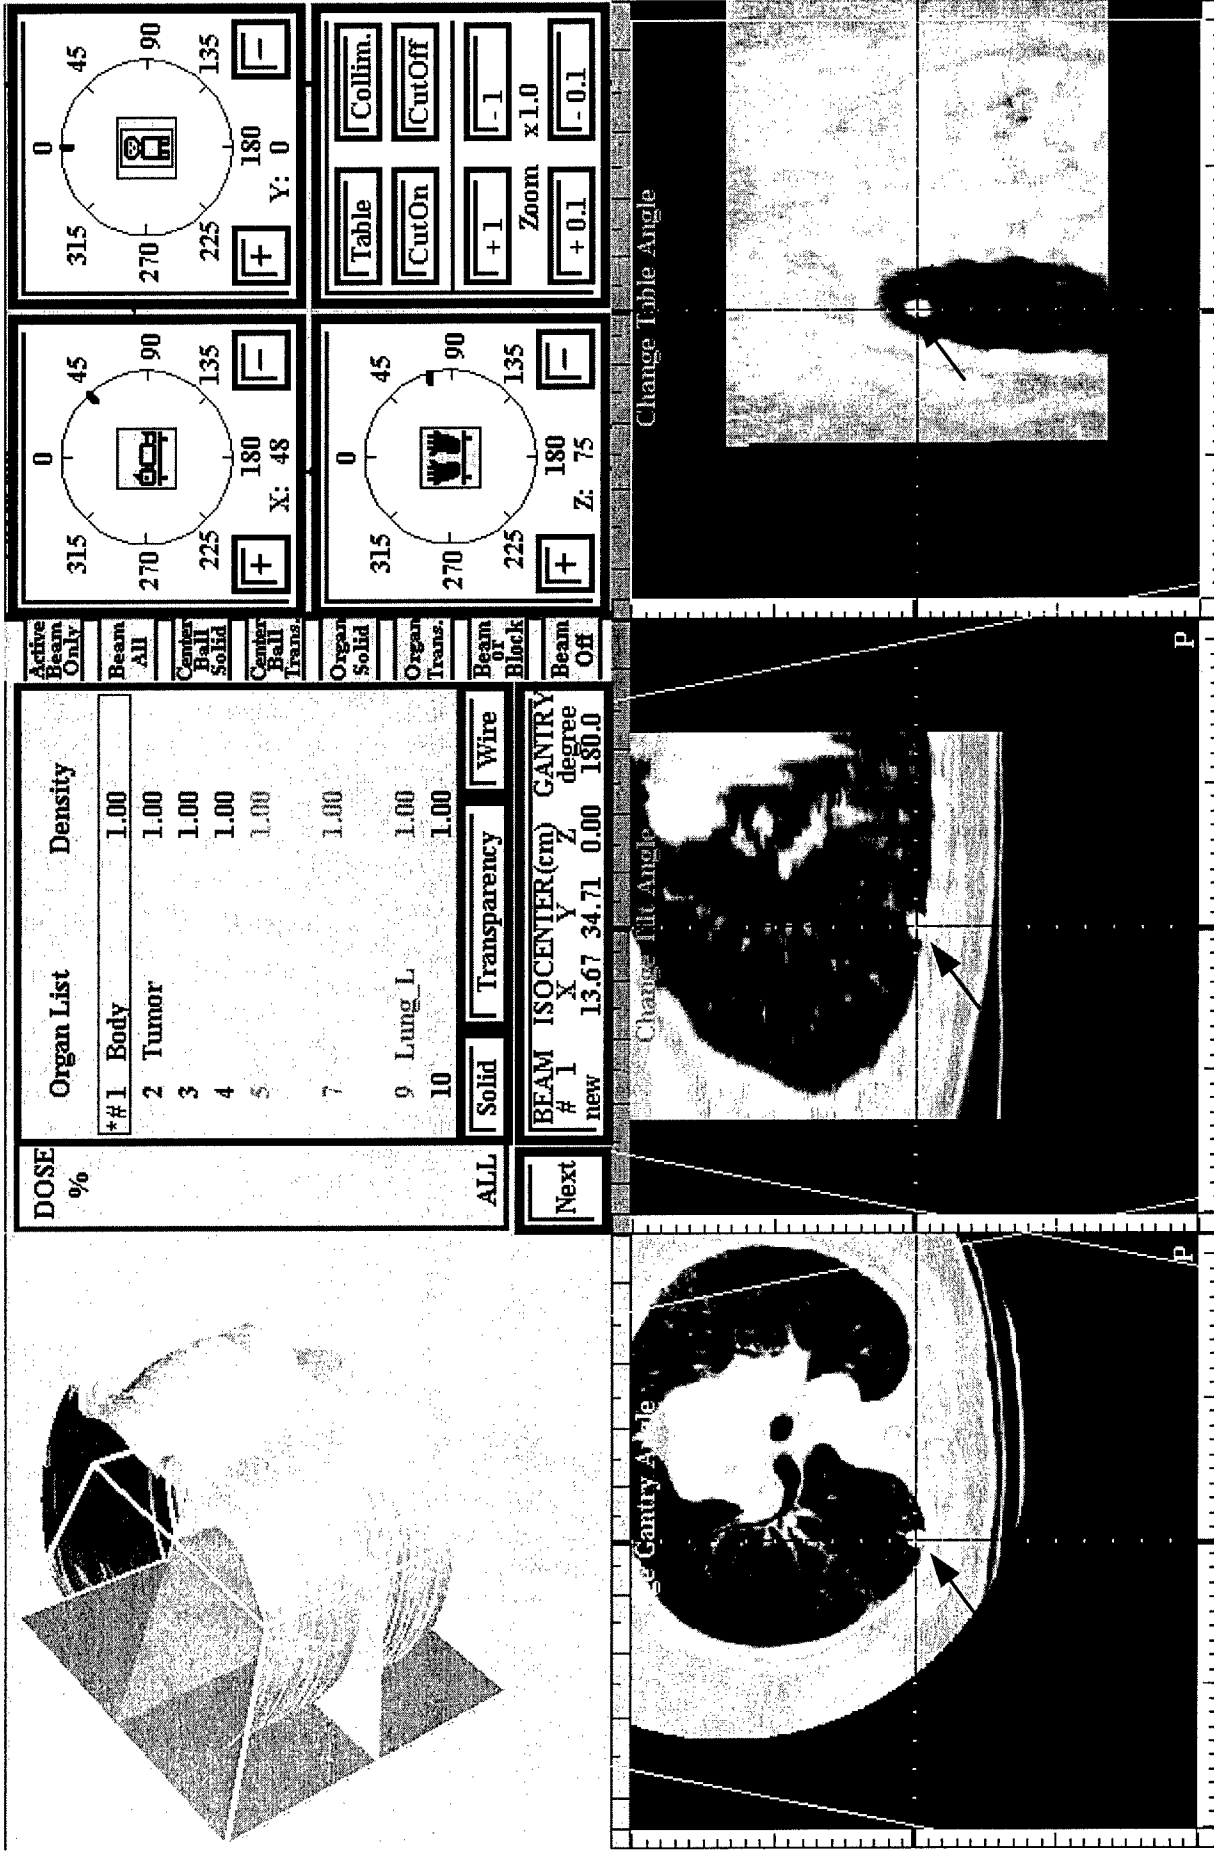 DOSE
%
ALL
Next
Organ List Density
*#1 Body 1.00
2 Tumor 1.00
3 1.00
4 1.00
5 1.00
7 1.00
9 Lung_L 1.00
10 1.00
Solid
Transparency
Wire
BEAM ISOCENTER(cm) GANTRY
# 1 X Y Z degree
new 13.67 34.71 0.00 180.0
Active
Beam
Only
Beam
All
Center
Ball
Solid
Center
Ball
Trans.
Organ
Solid
Organ
Trans.
Beam
or
Block
Beam
Off
0
315 45
270 90
225 135
180
+ X: 48 -
0
315 45
270 90
225 135
180
+ Y: 0 -
0
315 45
270 90
225 135
180
+ Z: 75 -
Table Collim.
CutOn CutOff
+ 1 - 1
Zoom x 1.0
+ 0.1 - 0.1
Gantry Angle
P
Change Tilt Angle
P
Change Table Angle